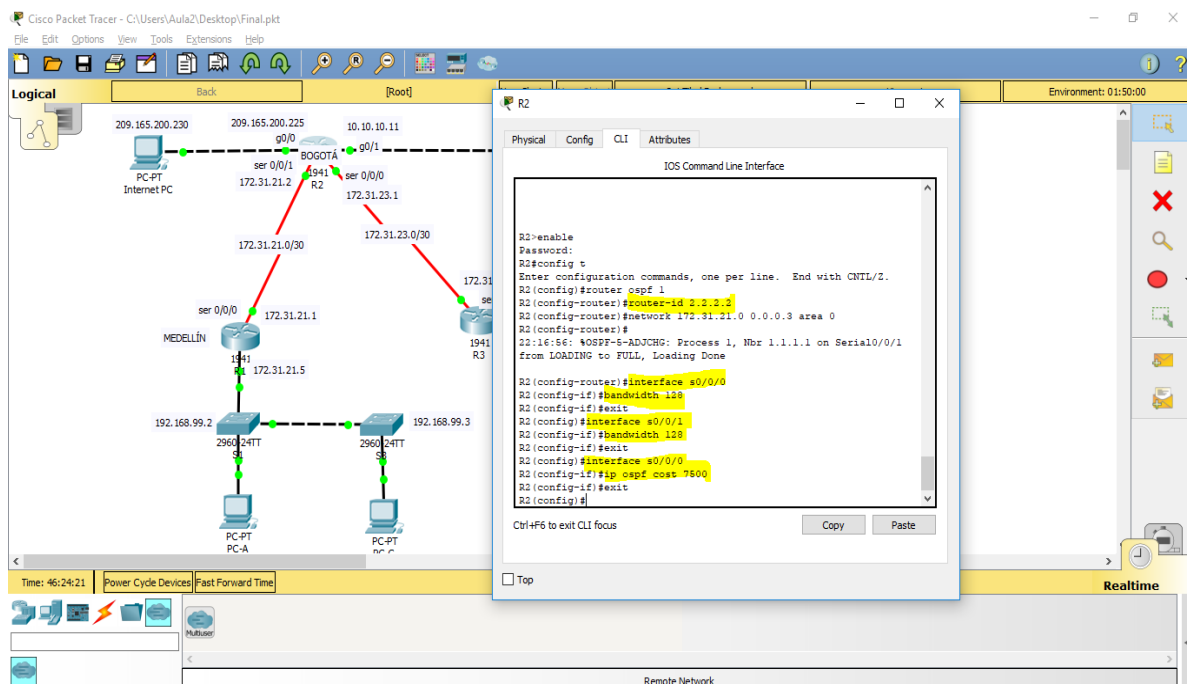 Cisco Packet Tracer - C:\Users\Aula2\Desktop\Final.pkt
File Edit Options View Tools Extensions Help
Logical
Back
[Root]
Environment: 01:50:00
209.165.200.230
209.165.200.225
10.10.10.11
g0/0
g0/1
BOGOTÁ
ser 0/0/1
1941
ser 0/0/0
PC-PT
Internet PC
172.31.21.2
R2
172.31.23.1
172.31.23.0/30
172.31.21.0/30
172.31
se
ser 0/0/0
172.31.21.1
MEDELLÍN
1941
R3
1941
R1
172.31.21.5
192.168.99.2
192.168.99.3
2960-24TT
S1
2960-24TT
S3
PC-PT
PC-A
PC-PT
R2
Physical Config CLI Attributes
IOS Command Line Interface
R2>enable
Password:
R2#config t
Enter configuration commands, one per line. End with CNTL/Z.
R2(config)#router ospf 1
R2(config-router)#router-id 2.2.2.2
R2(config-router)#network 172.31.21.0 0.0.0.3 area 0
R2(config-router)#
22:16:56: %OSPF-5-ADJCHG: Process 1, Nbr 1.1.1.1 on Serial0/0/1
from LOADING to FULL, Loading Done
R2(config-router)#interface s0/0/0
R2(config-if)#bandwidth 128
R2(config-if)#exit
R2(config)#interface s0/0/1
R2(config-if)#bandwidth 128
R2(config-if)#exit
R2(config)#interface s0/0/0
R2(config-if)#ip ospf cost 7500
R2(config-if)#exit
R2(config)#
Ctrl+F6 to exit CLI focus
Copy
Paste
Top
Time: 46:24:21
Power Cycle Devices
Fast Forward Time
Realtime
Multiuser
Remote Network